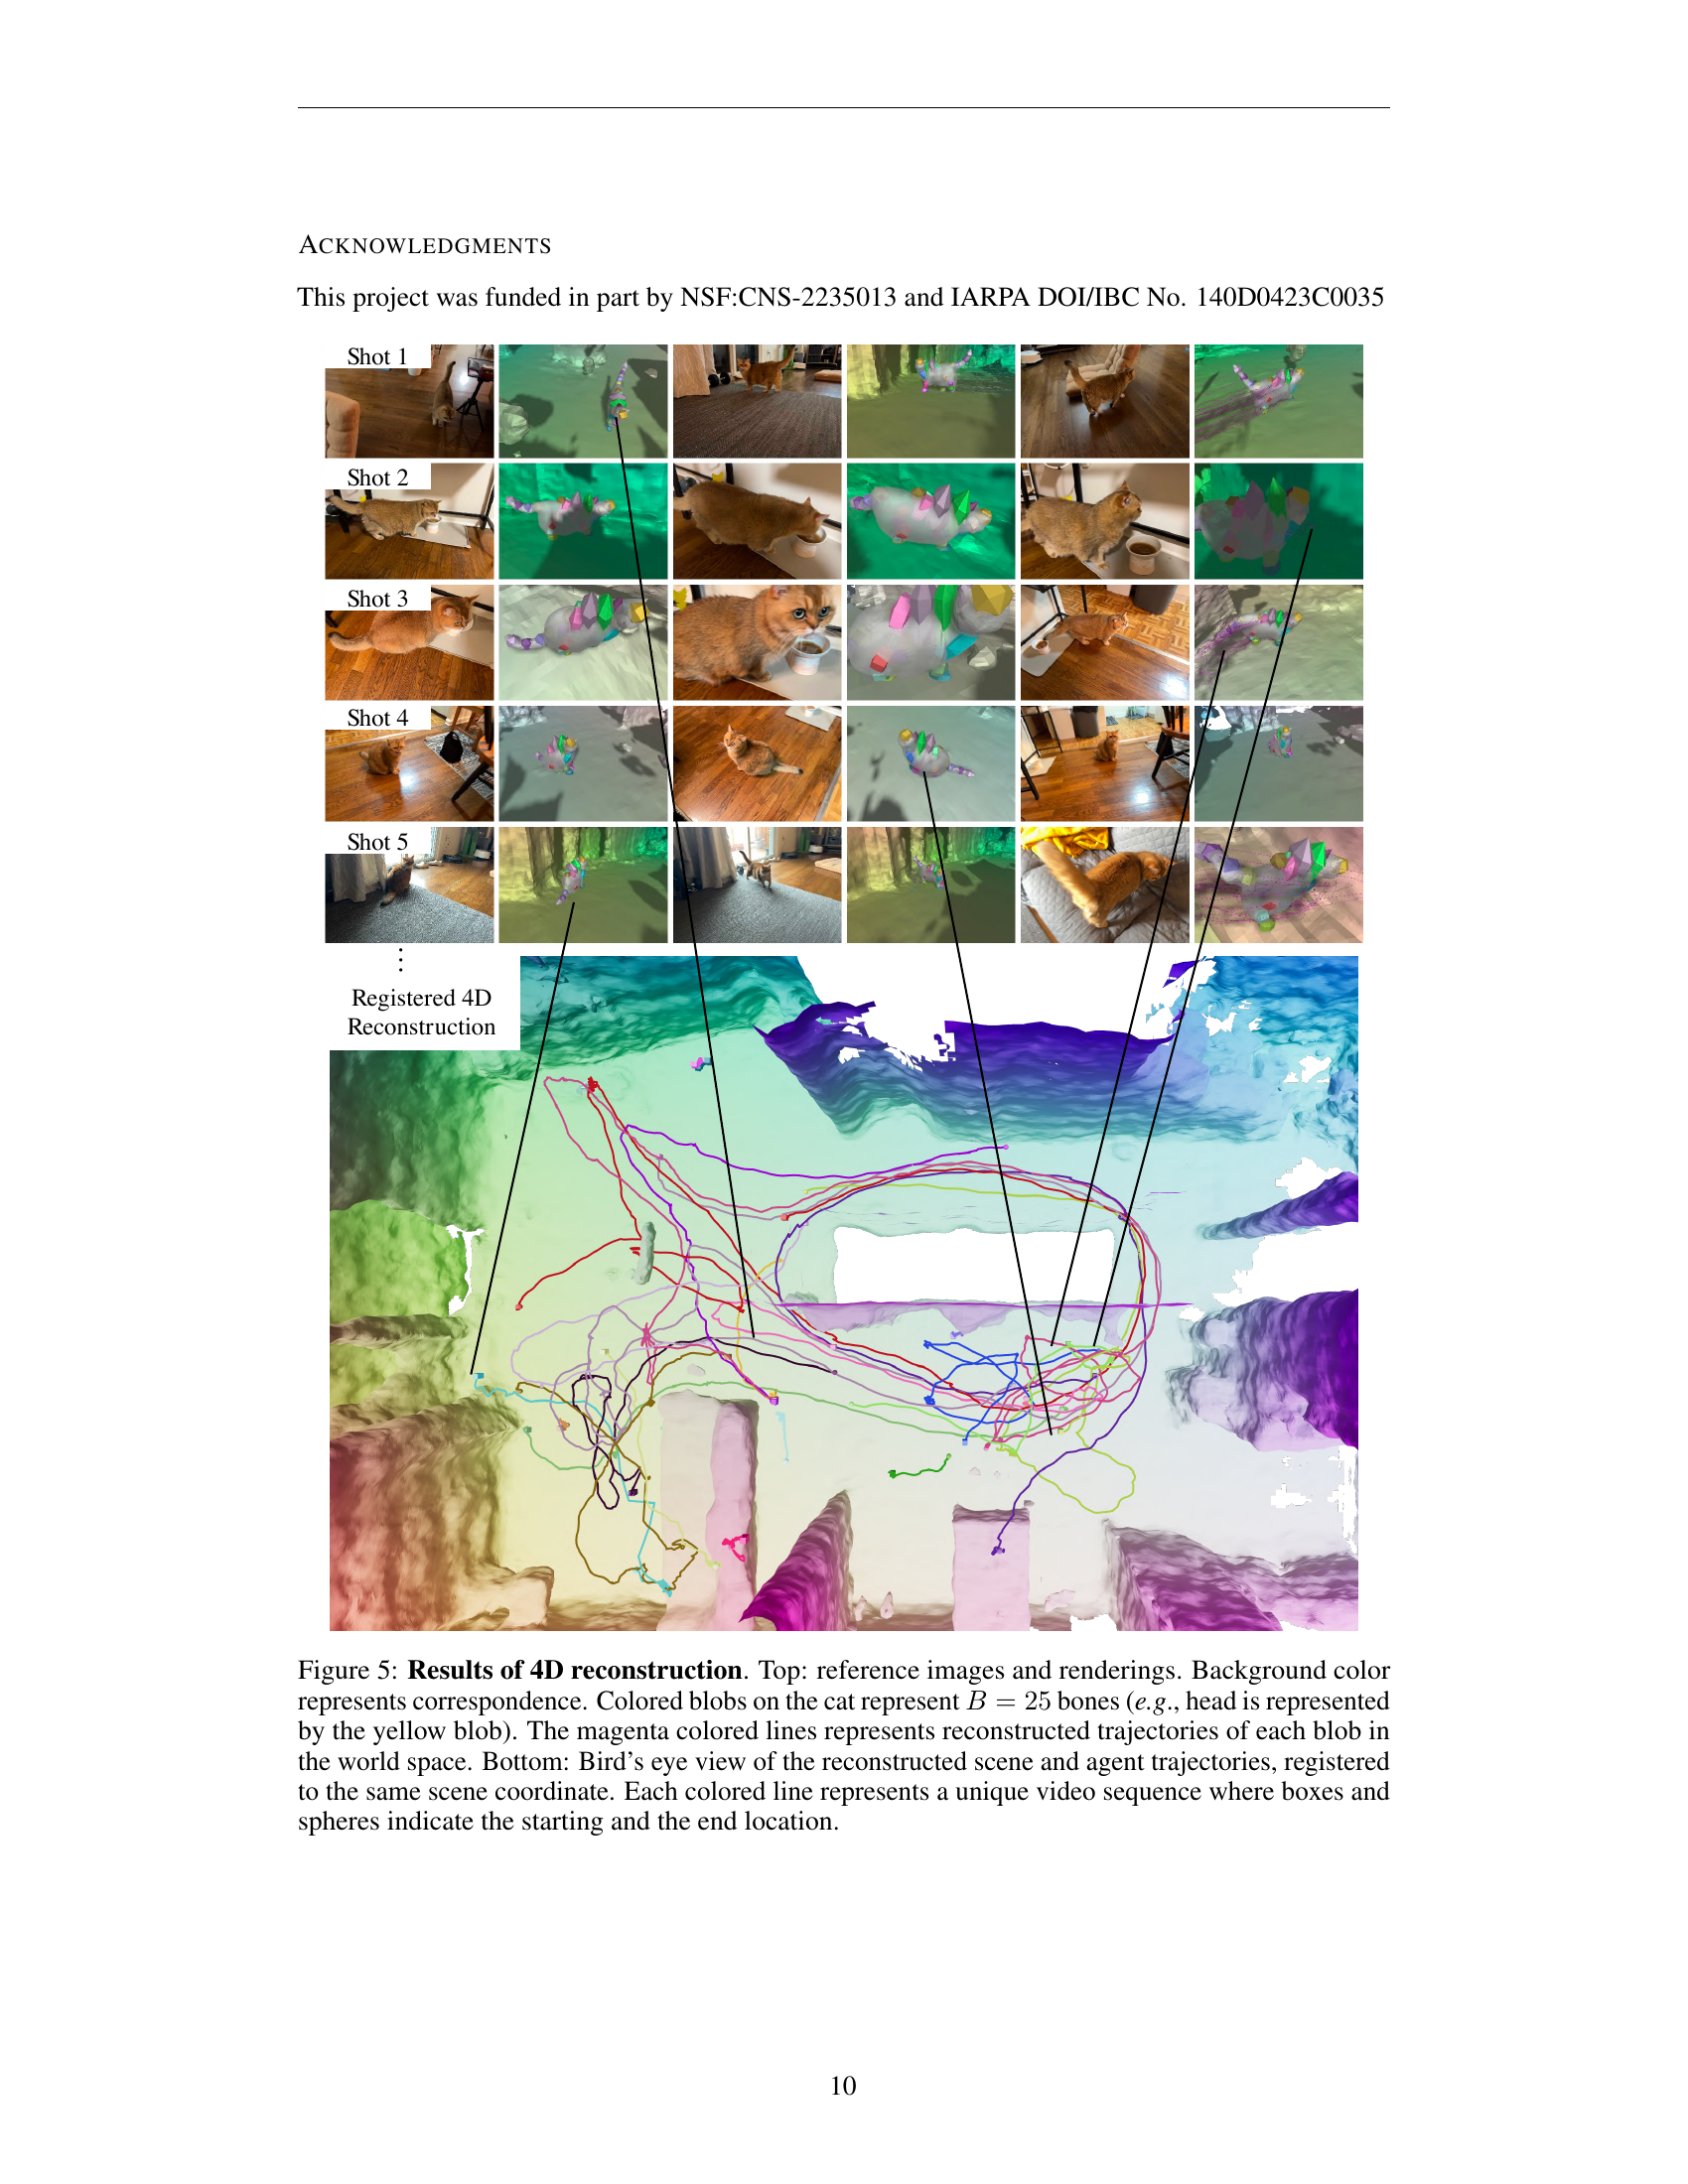 ACKNOWLEDGMENTS
This project was funded in part by NSF:CNS-2235013 and IARPA DOI/IBC No. 140D0423C0035
Shot 1
Shot 2
Shot 3
Shot 4
Shot 5
⋮
Registered 4D
Reconstruction
Figure 5: Results of 4D reconstruction. Top: reference images and renderings. Background color
represents correspondence. Colored blobs on the cat represent B = 25 bones (e.g., head is represented
by the yellow blob). The magenta colored lines represents reconstructed trajectories of each blob in
the world space. Bottom: Bird's eye view of the reconstructed scene and agent trajectories, registered
to the same scene coordinate. Each colored line represents a unique video sequence where boxes and
spheres indicate the starting and the end location.
10